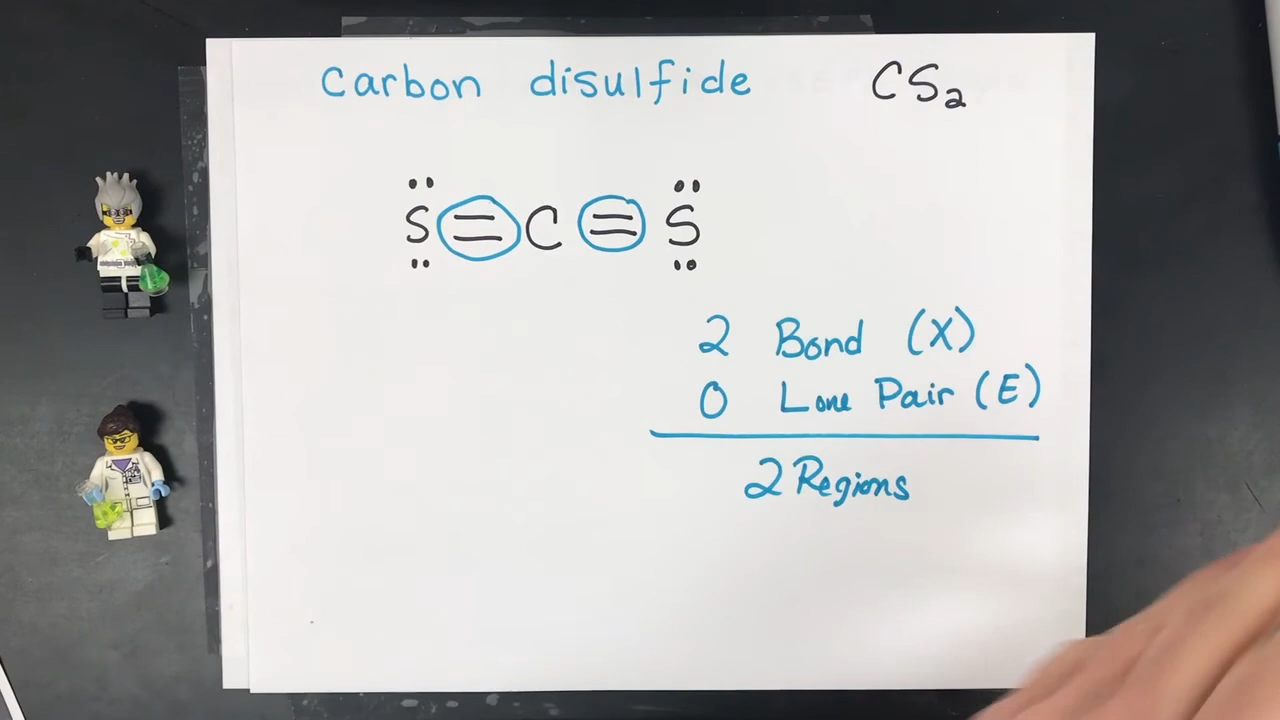 carbon disulfide CS₂
S=C=S
2 Bond (X)
0 Lone Pair (E)
2 Regions